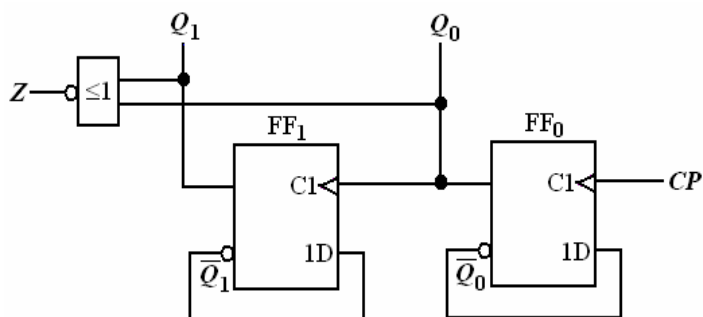 Q₁ Q₀
Z ≤1
FF₁ FF₀
C1 C1 CP
Q̅₁ 1D Q̅₀ 1D